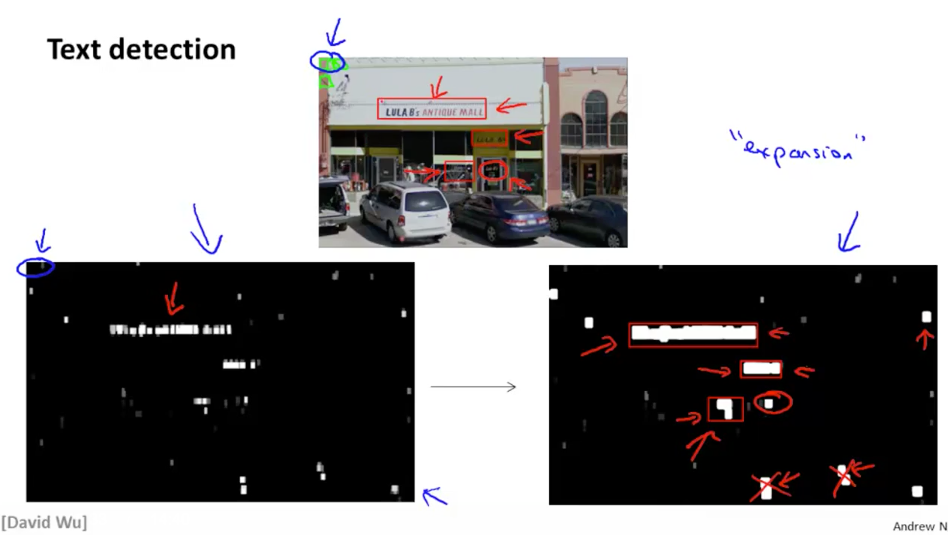 Text detection
LULA B's ANTIQUE MALL
"expansion"
[David Wu]
Andrew N